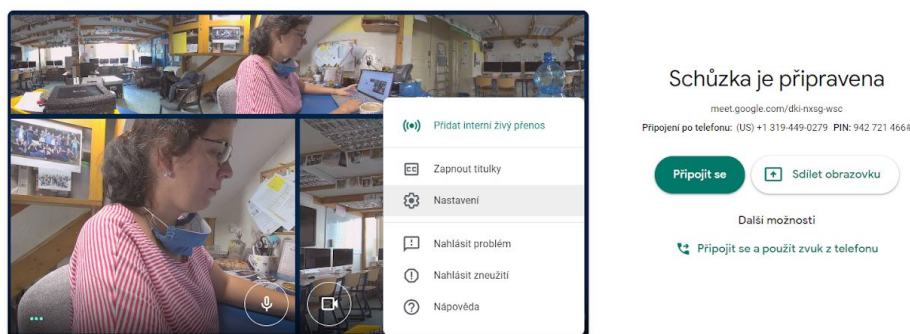 Přidat interní živý přenos
CC
Zapnout titulky
Nastavení
Nahlásit problém
Nahlásit zneužití
Nápověda
Schůzka je připravena
meet.google.com/dki-nxsg-wsc
Připojení po telefonu: (US) +1 319-449-0279 PIN: 942 721 466#
Připojit se
Sdílet obrazovku
Další možnosti
Připojit se a použít zvuk z telefonu